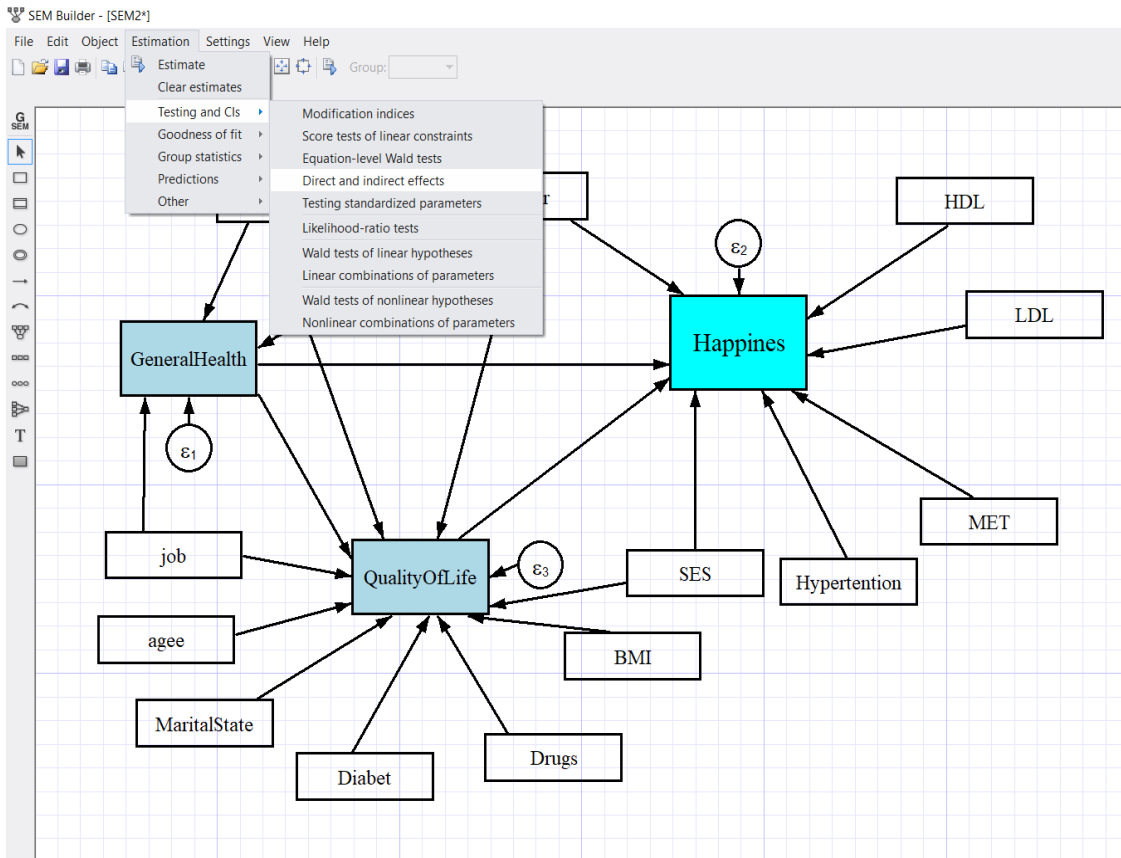 SEM Builder - [SEM2*]
File Edit Object Estimation Settings View Help
Group:
Estimate
Clear estimates
Testing and CIs
Goodness of fit
Group statistics
Predictions
Other
Modification indices
Score tests of linear constraints
Equation-level Wald tests
Direct and indirect effects
Testing standardized parameters
Likelihood-ratio tests
Wald tests of linear hypotheses
Linear combinations of parameters
Wald tests of nonlinear hypotheses
Nonlinear combinations of parameters
G
SEM
T
r
HDL
ε2
LDL
Happines
GeneralHealth
ε1
MET
job
QualityOfLife
ε3
SES
Hypertention
agee
BMI
MaritalState
Drugs
Diabet